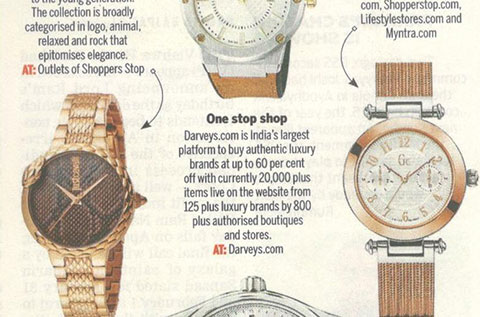 to the young generation.
The collection is broadly
categorised in logo, animal,
relaxed and rock that
epitomises elegance.
AT: Outlets of Shoppers Stop
com, Shopperstop.com,
Lifestylestores.com and
Myntra.com
One stop shop
Darveys.com is India's largest
platform to buy authentic luxury
brands at up to 60 per cent
off with currently 20,000 plus
items live on the website from
125 plus luxury brands by 800
plus authorised boutiques
and stores.
AT: Darveys.com
just cavalli
Gc